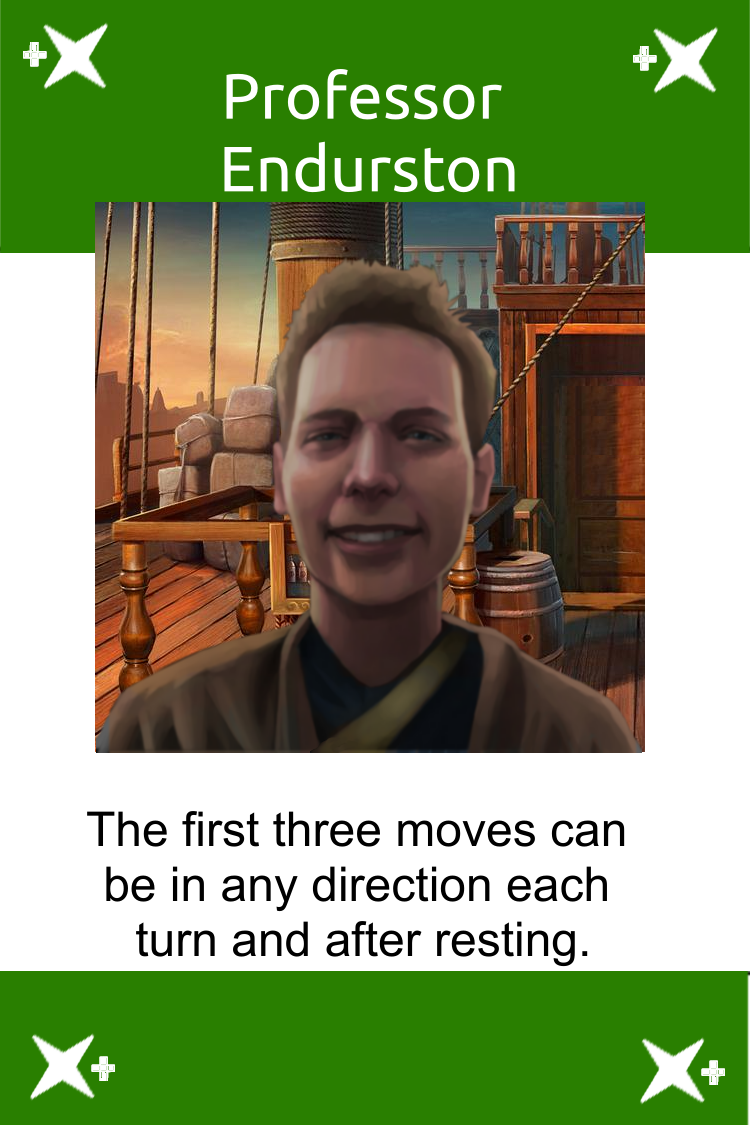 Professor
Endurston
The first three moves can
be in any direction each
turn and after resting.